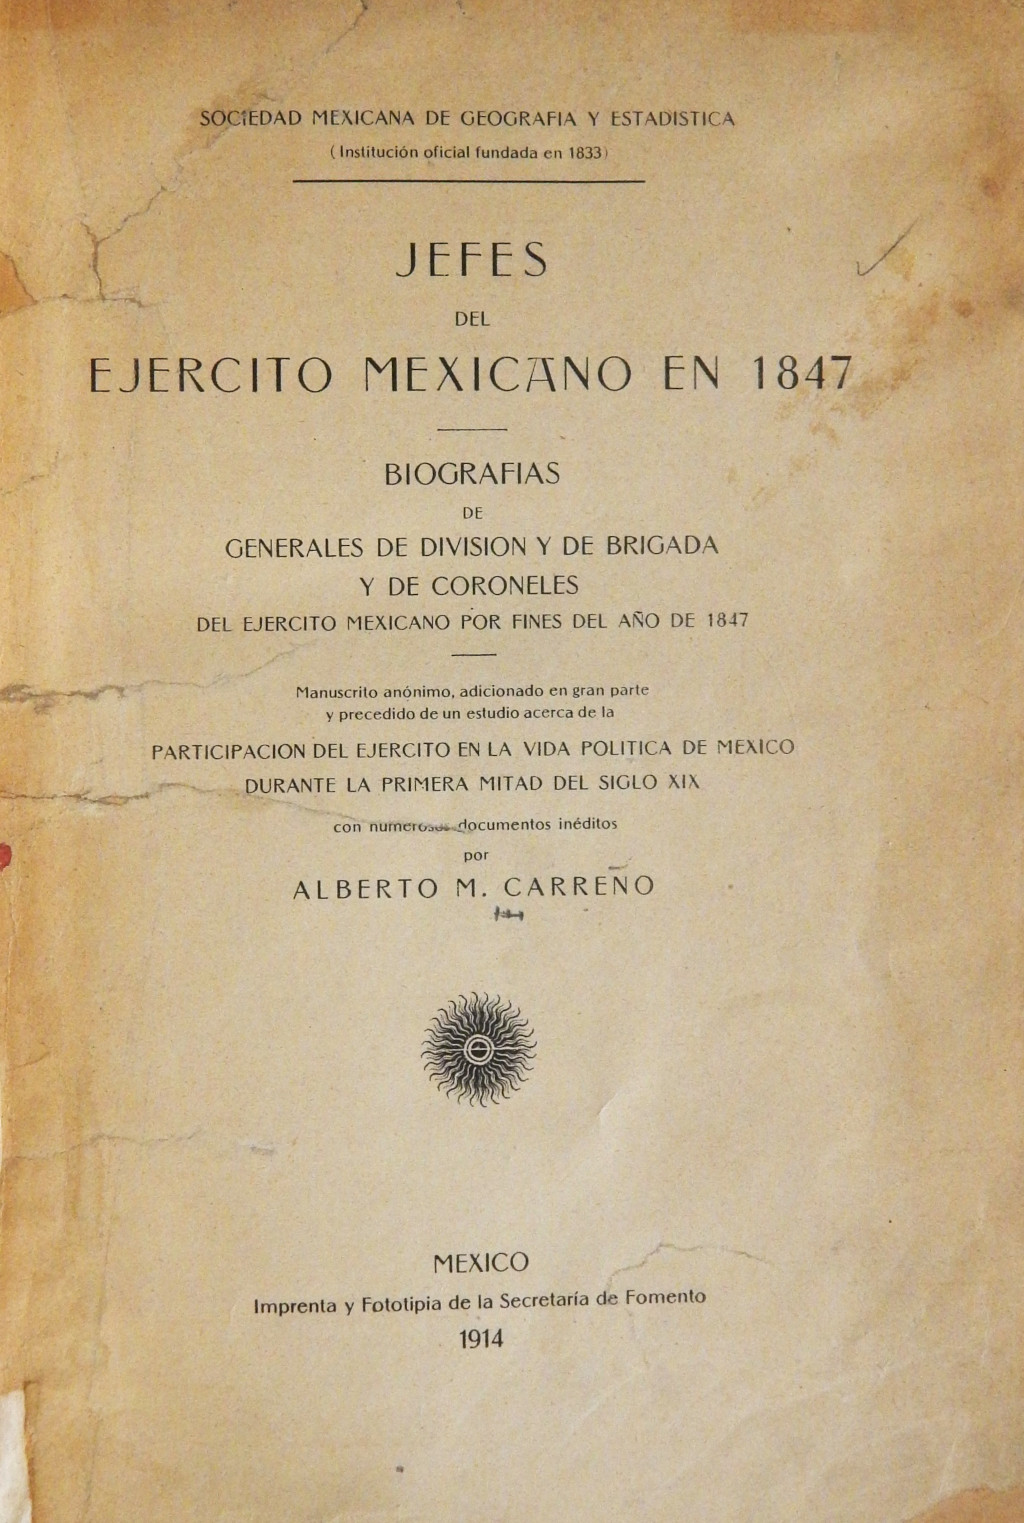 SOCIEDAD MEXICANA DE GEOGRAFIA Y ESTADISTICA
(Institución oficial fundada en 1833)
JEFES
DEL
EJERCITO MEXICANO EN 1847
BIOGRAFIAS
DE
GENERALES DE DIVISION Y DE BRIGADA
Y DE CORONELES
DEL EJERCITO MEXICANO POR FINES DEL AÑO DE 1847
Manuscrito anónimo, adicionado en gran parte
y precedido de un estudio acerca de la
PARTICIPACION DEL EJERCITO EN LA VIDA POLITICA DE MEXICO
DURANTE LA PRIMERA MITAD DEL SIGLO XIX
con numerosos documentos inéditos
por
ALBERTO M. CARREÑO
MEXICO
Imprenta y Fototipia de la Secretaría de Fomento
1914